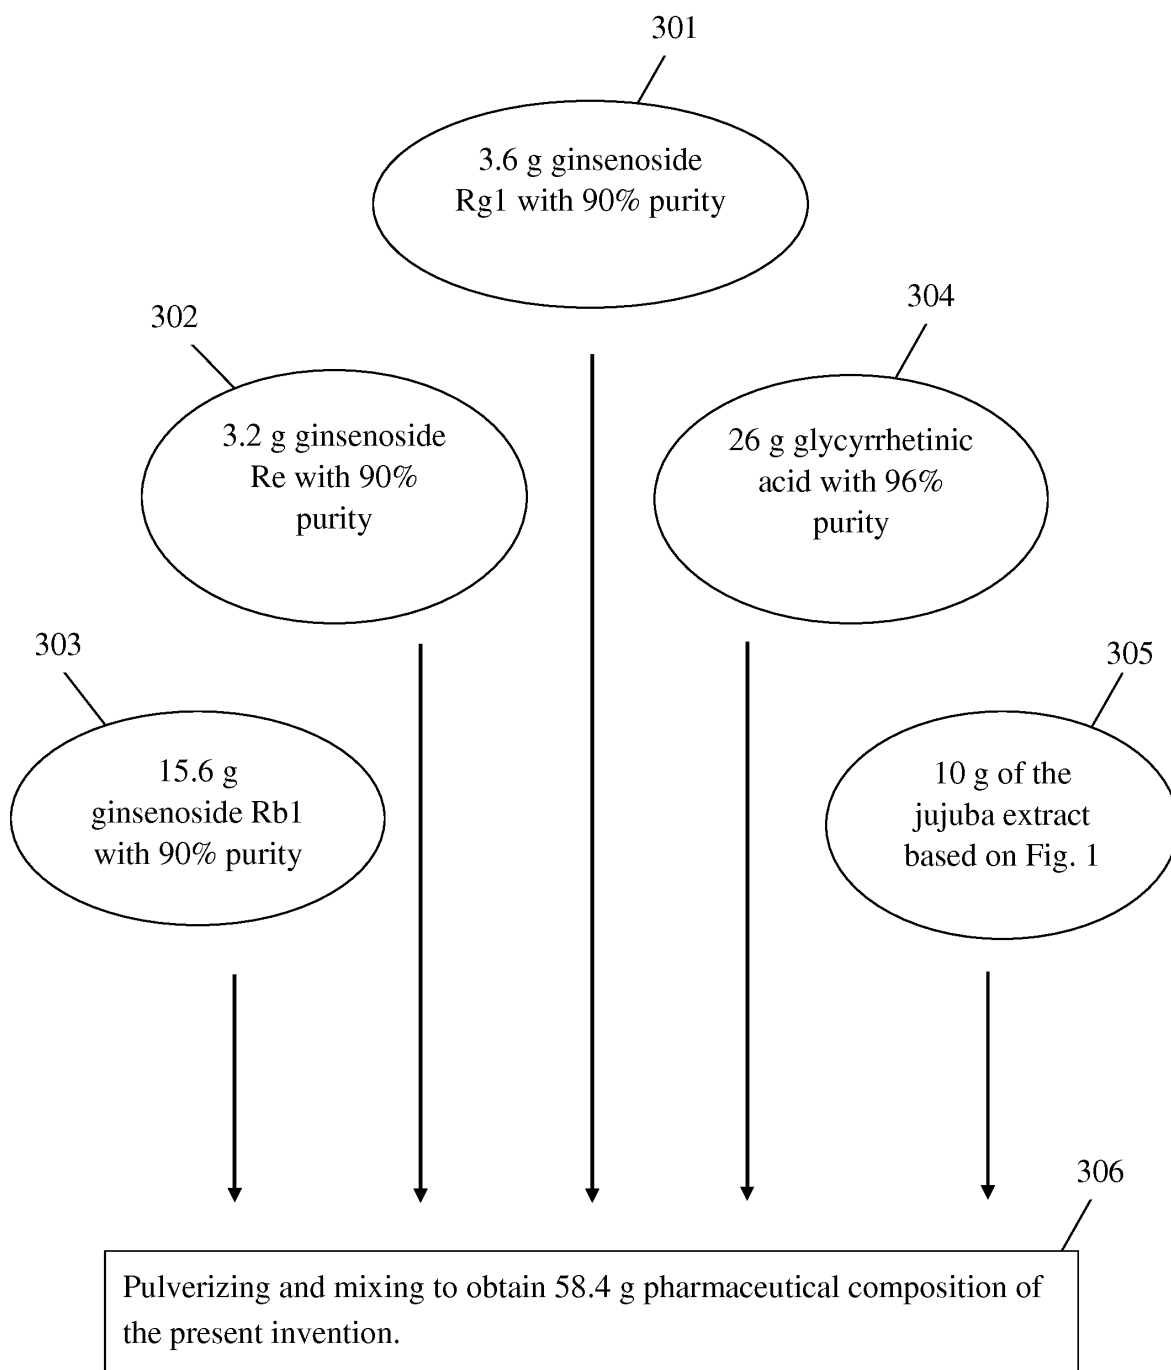 301
3.6 g ginsenoside
Rg1 with 90% purity
302
304
3.2 g ginsenoside
Re with 90%
purity
26 g glycyrrhetinic
acid with 96%
purity
303
305
15.6 g
ginsenoside Rb1
with 90% purity
10 g of the
jujuba extract
based on Fig. 1
306
Pulverizing and mixing to obtain 58.4 g pharmaceutical composition of
the present invention.